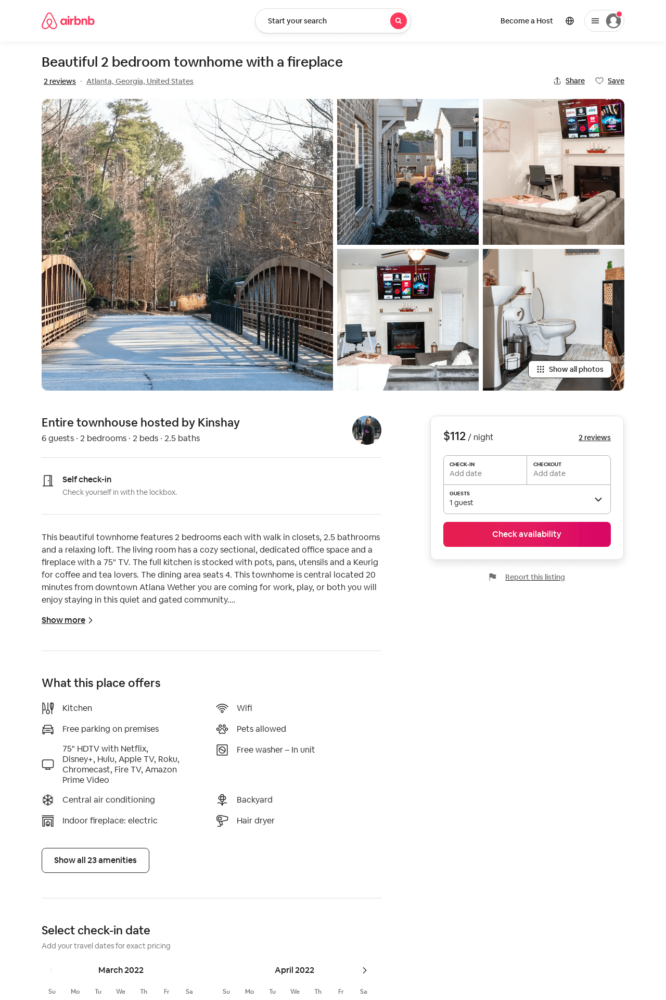 airbnb
Start your search
Become a Host
Beautiful 2 bedroom townhome with a fireplace
2 reviews · Atlanta, Georgia, United States
Share
Save
Show all photos
Entire townhouse hosted by Kinshay
6 guests · 2 bedrooms · 2 beds · 2.5 baths
Self check-in
Check yourself in with the lockbox.
This beautiful townhome features 2 bedrooms each with walk in closets, 2.5 bathrooms
and a relaxing loft. The living room has a cozy sectional, dedicated office space and a
fireplace with a 75" TV. The full kitchen is stocked with pots, pans, utensils and a Keurig
for coffee and tea lovers. The dining area seats 4. This townhome is central located 20
minutes from downtown Atlana Wether you are coming for work, play, or both you will
enjoy staying in this quiet and gated community....
Show more
$112 / night
2 reviews
CHECK-IN
Add date
CHECKOUT
Add date
GUESTS
1 guest
Check availability
Report this listing
What this place offers
Kitchen
Wifi
Free parking on premises
Pets allowed
75" HDTV with Netflix,
Disney+, Hulu, Apple TV, Roku,
Chromecast, Fire TV, Amazon
Prime Video
Free washer – In unit
Central air conditioning
Backyard
Indoor fireplace: electric
Hair dryer
Show all 23 amenities
Select check-in date
Add your travel dates for exact pricing
March 2022
April 2022
Su Mo Tu We Th Fr Sa
Su Mo Tu We Th Fr Sa